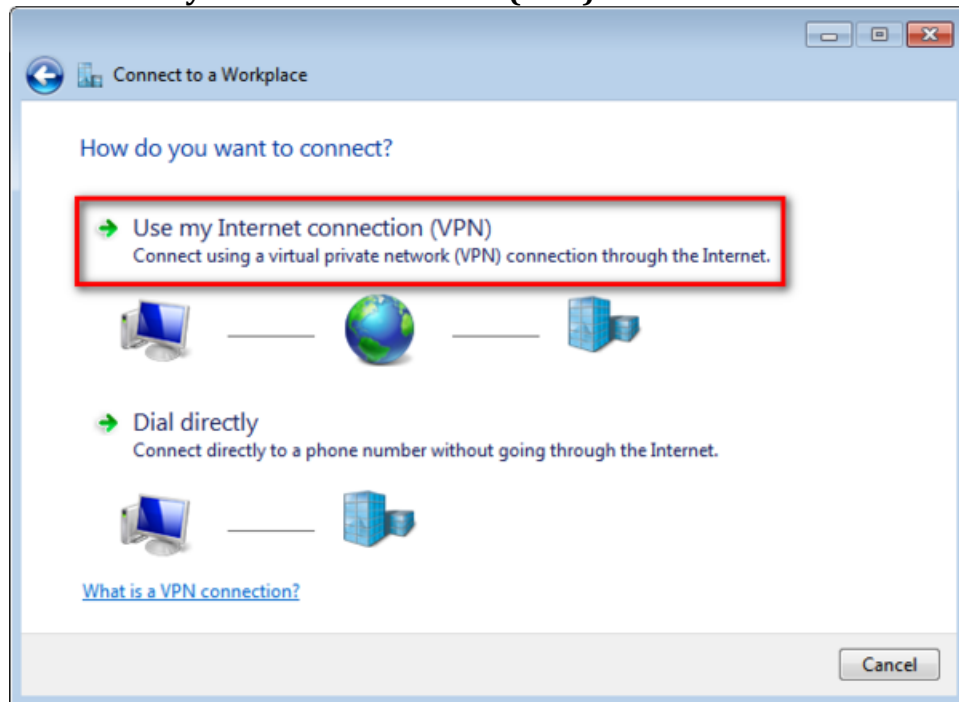 Connect to a Workplace
How do you want to connect?
Use my Internet connection (VPN)
Connect using a virtual private network (VPN) connection through the Internet.
Dial directly
Connect directly to a phone number without going through the Internet.
What is a VPN connection?
Cancel